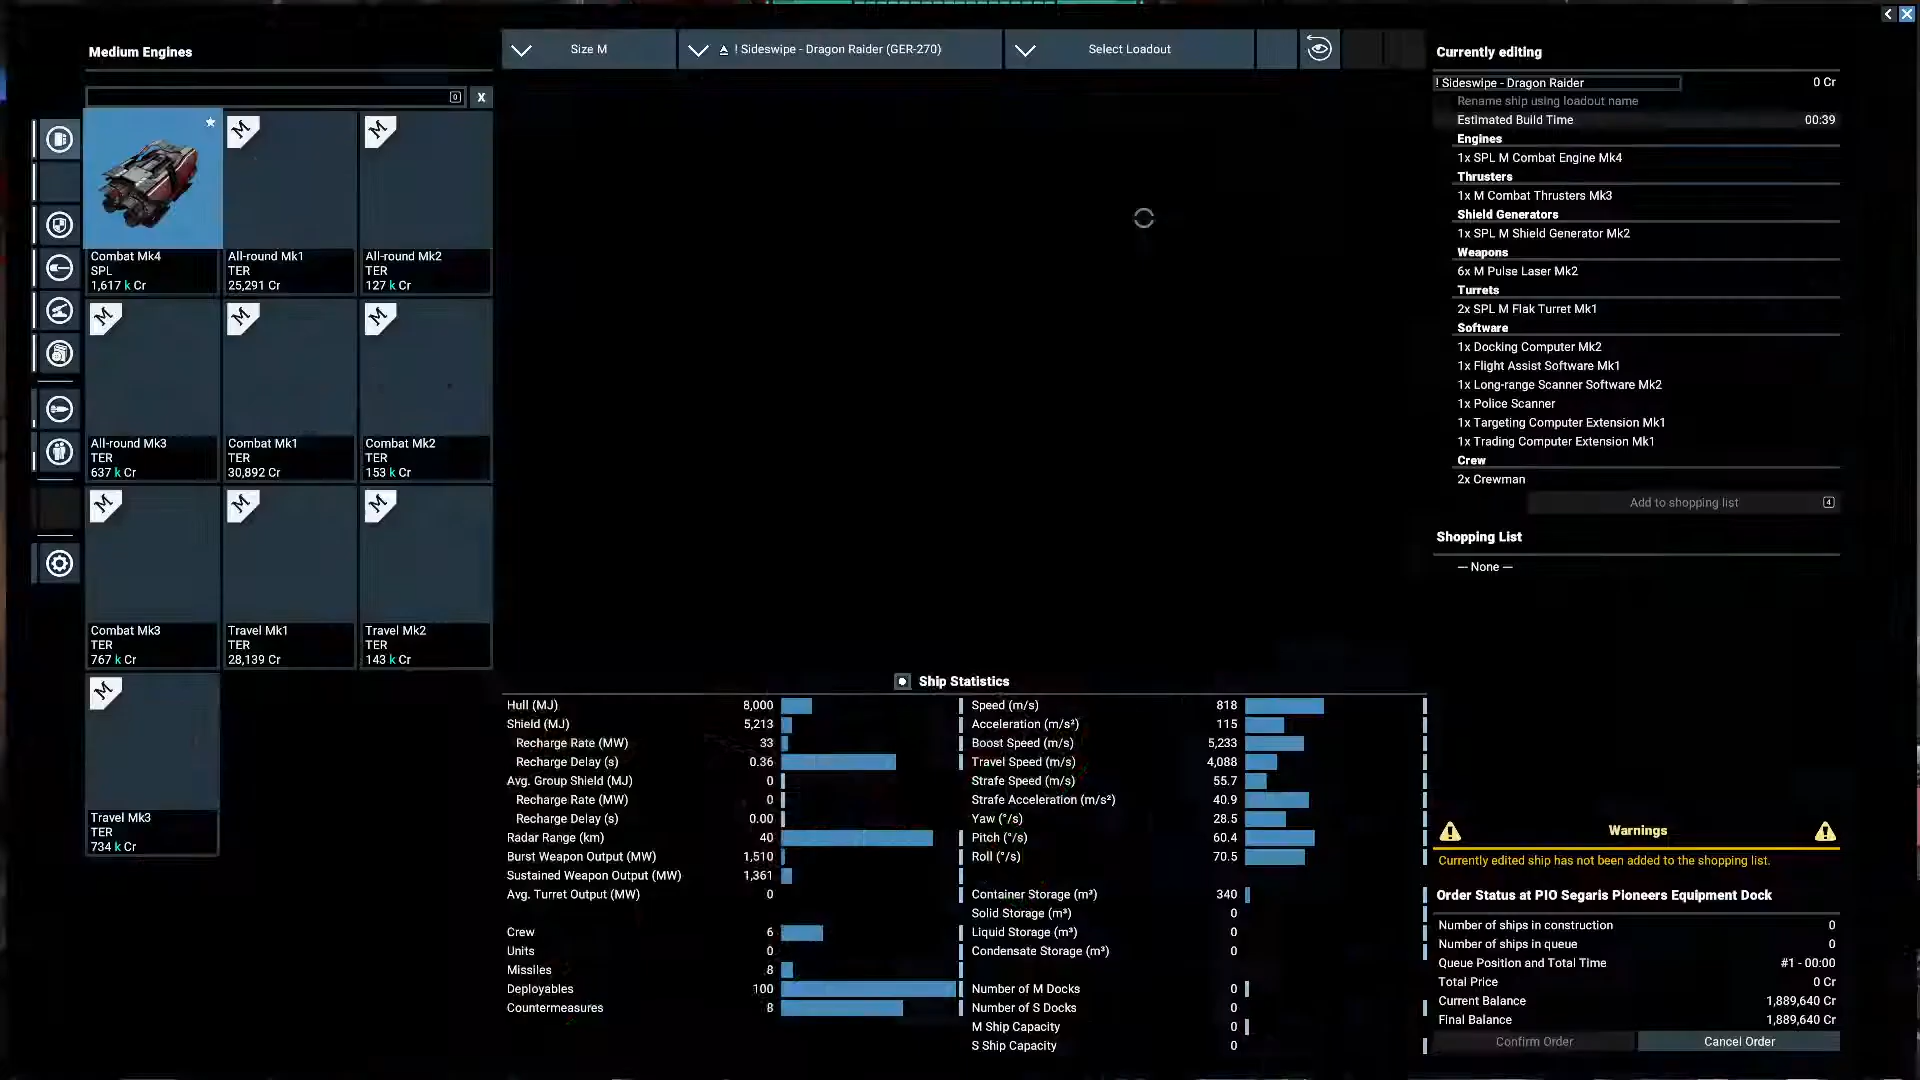 Medium Engines
0
X
Combat Mk4
SPL
1,617 k Cr
M
All-round Mk1
TER
25,291 Cr
M
All-round Mk2
TER
127 k Cr
M
All-round Mk3
TER
637 k Cr
M
Combat Mk1
TER
30,892 Cr
M
Combat Mk2
TER
153 k Cr
M
Combat Mk3
TER
767 k Cr
M
Travel Mk1
TER
28,139 Cr
M
Travel Mk2
TER
143 k Cr
M
Travel Mk3
TER
734 k Cr
Size M
! Sideswipe - Dragon Raider (GER-270)
Select Loadout
Ship Statistics
Hull (MJ) 8,000
Shield (MJ) 5,213
Recharge Rate (MW) 33
Recharge Delay (s) 0.36
Avg. Group Shield (MJ) 0
Recharge Rate (MW) 0
Recharge Delay (s) 0.00
Radar Range (km) 40
Burst Weapon Output (MW) 1,510
Sustained Weapon Output (MW) 1,361
Avg. Turret Output (MW) 0
Crew 6
Units 0
Missiles 8
Deployables 100
Countermeasures 8
Speed (m/s) 818
Acceleration (m/s²) 115
Boost Speed (m/s) 5,233
Travel Speed (m/s) 4,088
Strafe Speed (m/s) 55.7
Strafe Acceleration (m/s²) 40.9
Yaw (°/s) 28.5
Pitch (°/s) 60.4
Roll (°/s) 70.5
Container Storage (m³) 340
Solid Storage (m³) 0
Liquid Storage (m³) 0
Condensate Storage (m³) 0
Number of M Docks 0
Number of S Docks 0
M Ship Capacity 0
S Ship Capacity 0
Currently editing
! Sideswipe - Dragon Raider 0 Cr
Rename ship using loadout name
Estimated Build Time 00:39
Engines
1x SPL M Combat Engine Mk4
Thrusters
1x M Combat Thrusters Mk3
Shield Generators
1x SPL M Shield Generator Mk2
Weapons
6x M Pulse Laser Mk2
Turrets
2x SPL M Flak Turret Mk1
Software
1x Docking Computer Mk2
1x Flight Assist Software Mk1
1x Long-range Scanner Software Mk2
1x Police Scanner
1x Targeting Computer Extension Mk1
1x Trading Computer Extension Mk1
Crew
2x Crewman
Add to shopping list 4
Shopping List
— None —
Warnings
Currently edited ship has not been added to the shopping list.
Order Status at PIO Segaris Pioneers Equipment Dock
Number of ships in construction 0
Number of ships in queue 0
Queue Position and Total Time #1 - 00:00
Total Price 0 Cr
Current Balance 1,889,640 Cr
Final Balance 1,889,640 Cr
Confirm Order
Cancel Order